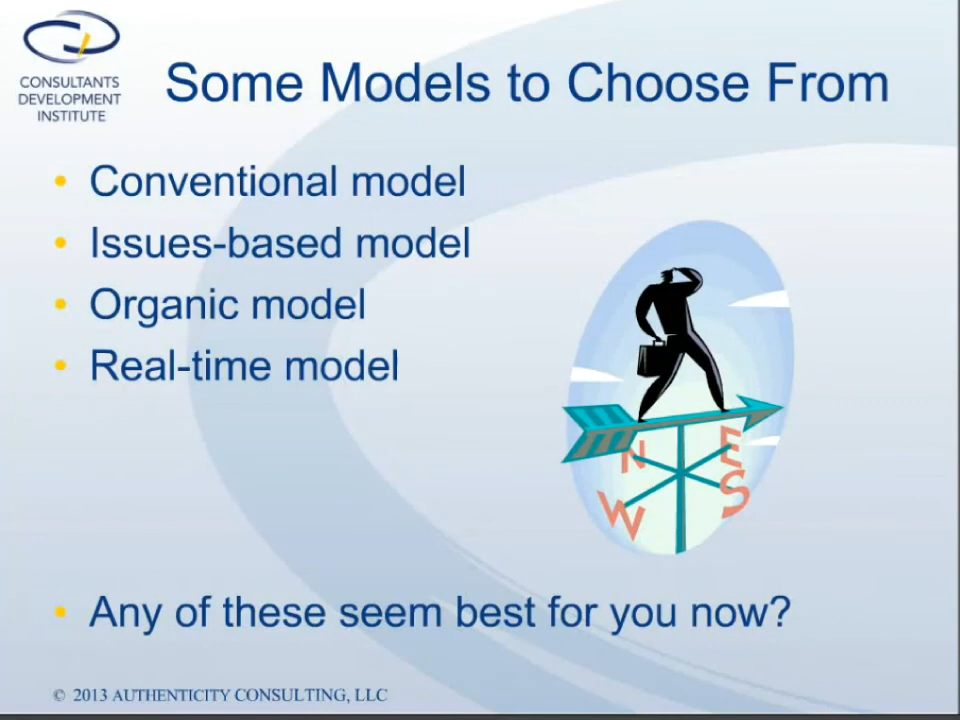 CONSULTANTS
DEVELOPMENT
INSTITUTE
Some Models to Choose From
• Conventional model
• Issues-based model
• Organic model
• Real-time model
N
E
W
S
• Any of these seem best for you now?
© 2013 AUTHENTICITY CONSULTING, LLC